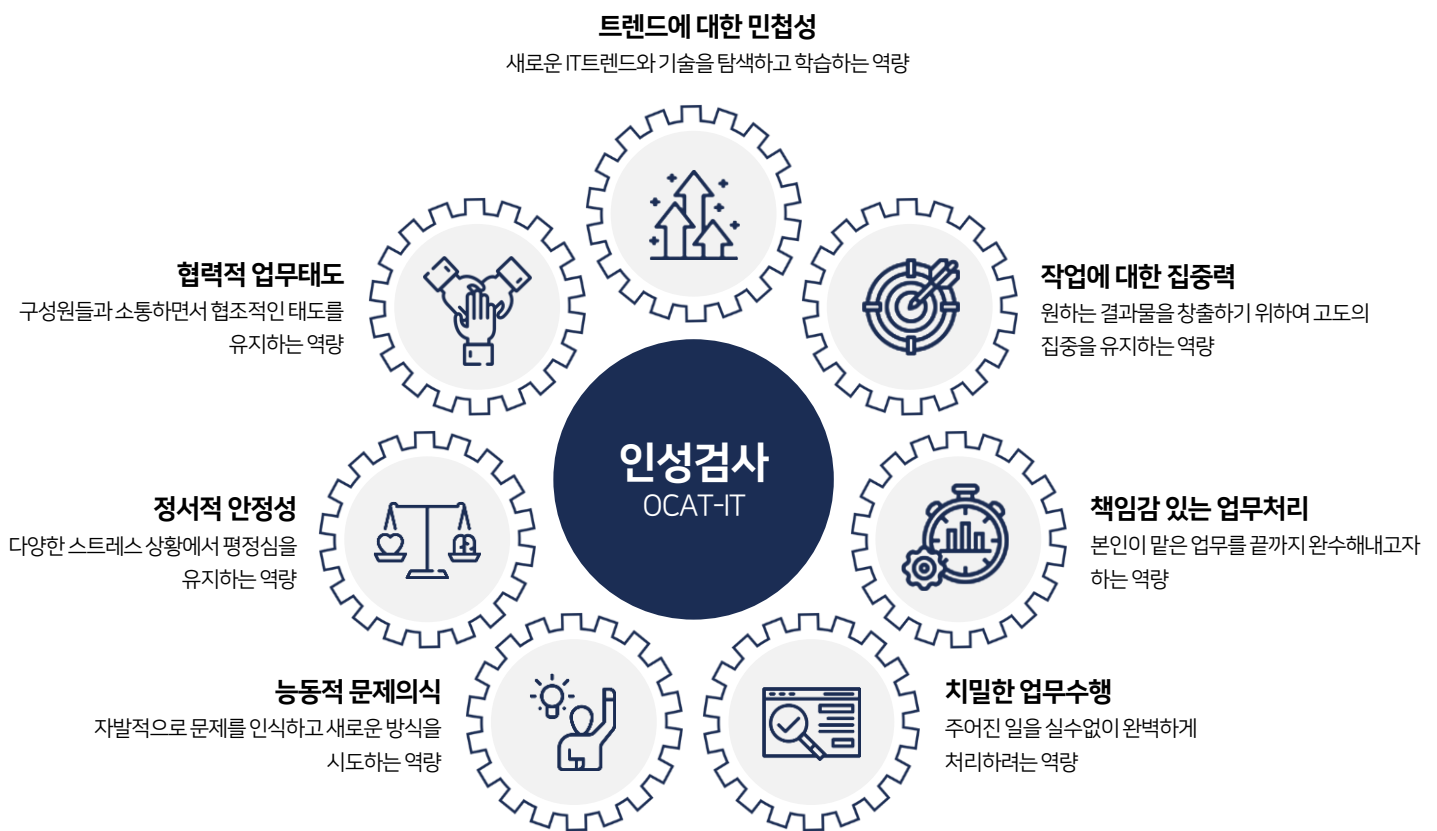 트렌드에 대한 민첩성
새로운 IT트렌드와 기술을 탐색하고 학습하는 역량
협력적 업무태도
구성원들과 소통하면서 협조적인 태도를
유지하는 역량
작업에 대한 집중력
원하는 결과물을 창출하기 위하여 고도의
집중을 유지하는 역량
인성검사
OCAT-IT
정서적 안정성
다양한 스트레스 상황에서 평정심을
유지하는 역량
책임감 있는 업무처리
본인이 맡은 업무를 끝까지 완수해내고자
하는 역량
능동적 문제의식
자발적으로 문제를 인식하고 새로운 방식을
시도하는 역량
치밀한 업무수행
주어진 일을 실수없이 완벽하게
처리하려는 역량